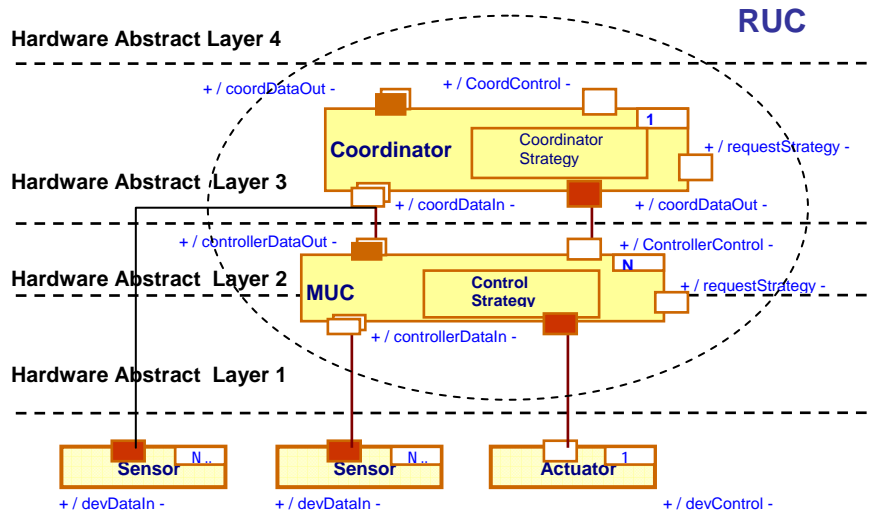 RUC
Hardware Abstract Layer 4
+ / coordDataOut -
+ / CoordControl -
1
Coordinator
Coordinator
Strategy
+ / requestStrategy -
Hardware Abstract Layer 3
+ / coordDataIn -
+ / coordDataOut -
+ / controllerDataOut -
+ / ControllerControl -
N
Hardware Abstract Layer 2
MUC
Control
Strategy
+ / requestStrategy -
+ / controllerDataIn -
Hardware Abstract Layer 1
Sensor
N..
Sensor
N..
Actuator
1
+ / devDataIn -
+ / devDataIn -
+ / devControl -